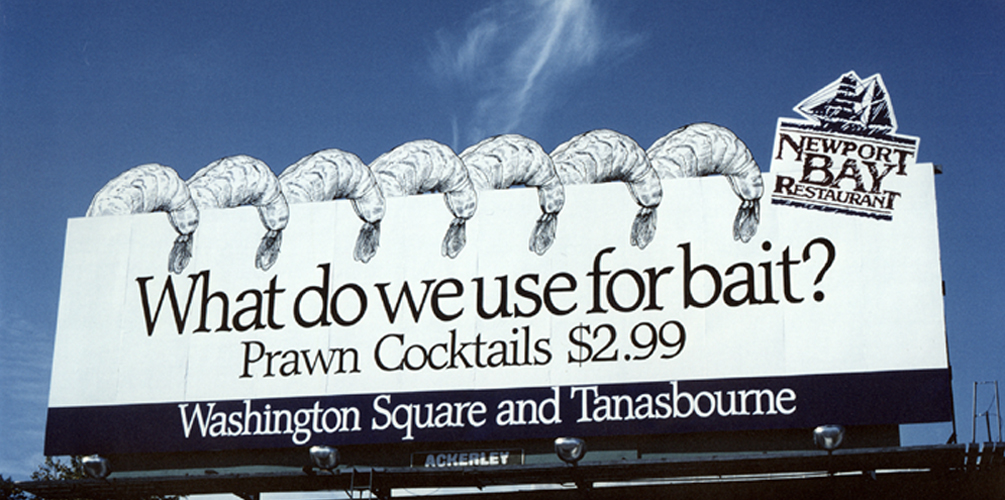 NEWPORT
BAY
RESTAURANT
What do we use for bait?
Prawn Cocktails $2.99
Washington Square and Tanasbourne
ACKERLEY